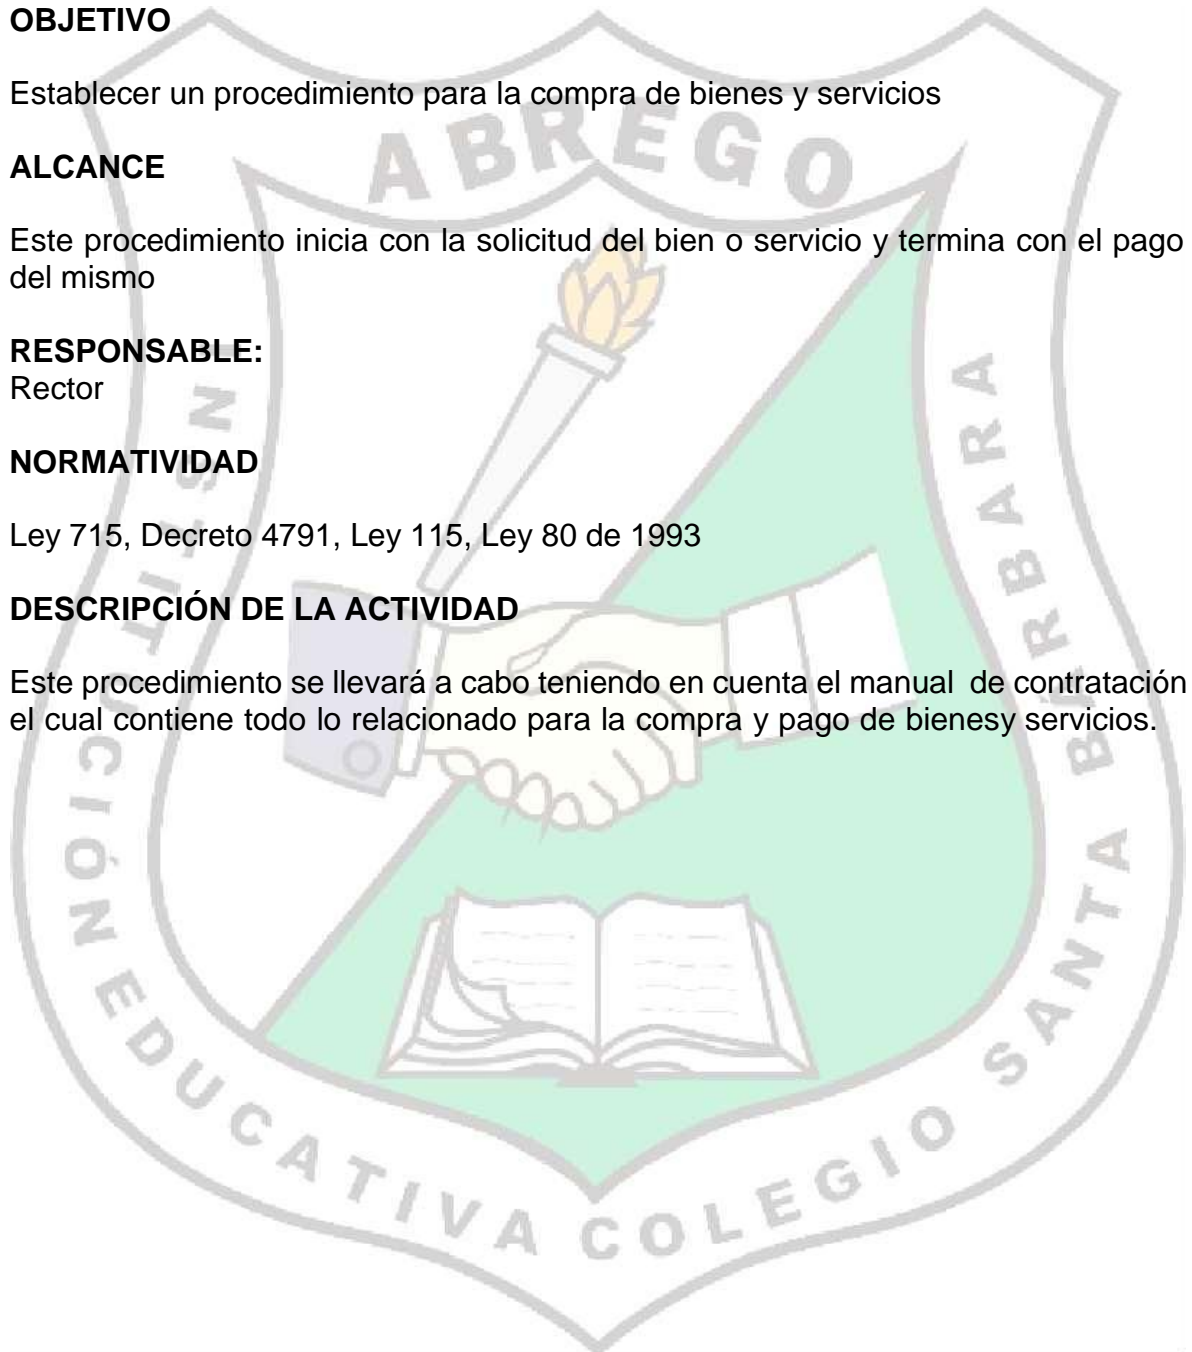 OBJETIVO
Establecer un procedimiento para la compra de bienes y servicios
ALCANCE
Este procedimiento inicia con la solicitud del bien o servicio y termina con el pago
del mismo
RESPONSABLE:
Rector
NORMATIVIDAD
Ley 715, Decreto 4791, Ley 115, Ley 80 de 1993
DESCRIPCIÓN DE LA ACTIVIDAD
Este procedimiento se llevará a cabo teniendo en cuenta el manual de contratación
el cual contiene todo lo relacionado para la compra y pago de bienesy servicios.
ABREGO
INSTITUCIÓN EDUCATIVA COLEGIO SANTA BÁRBARA